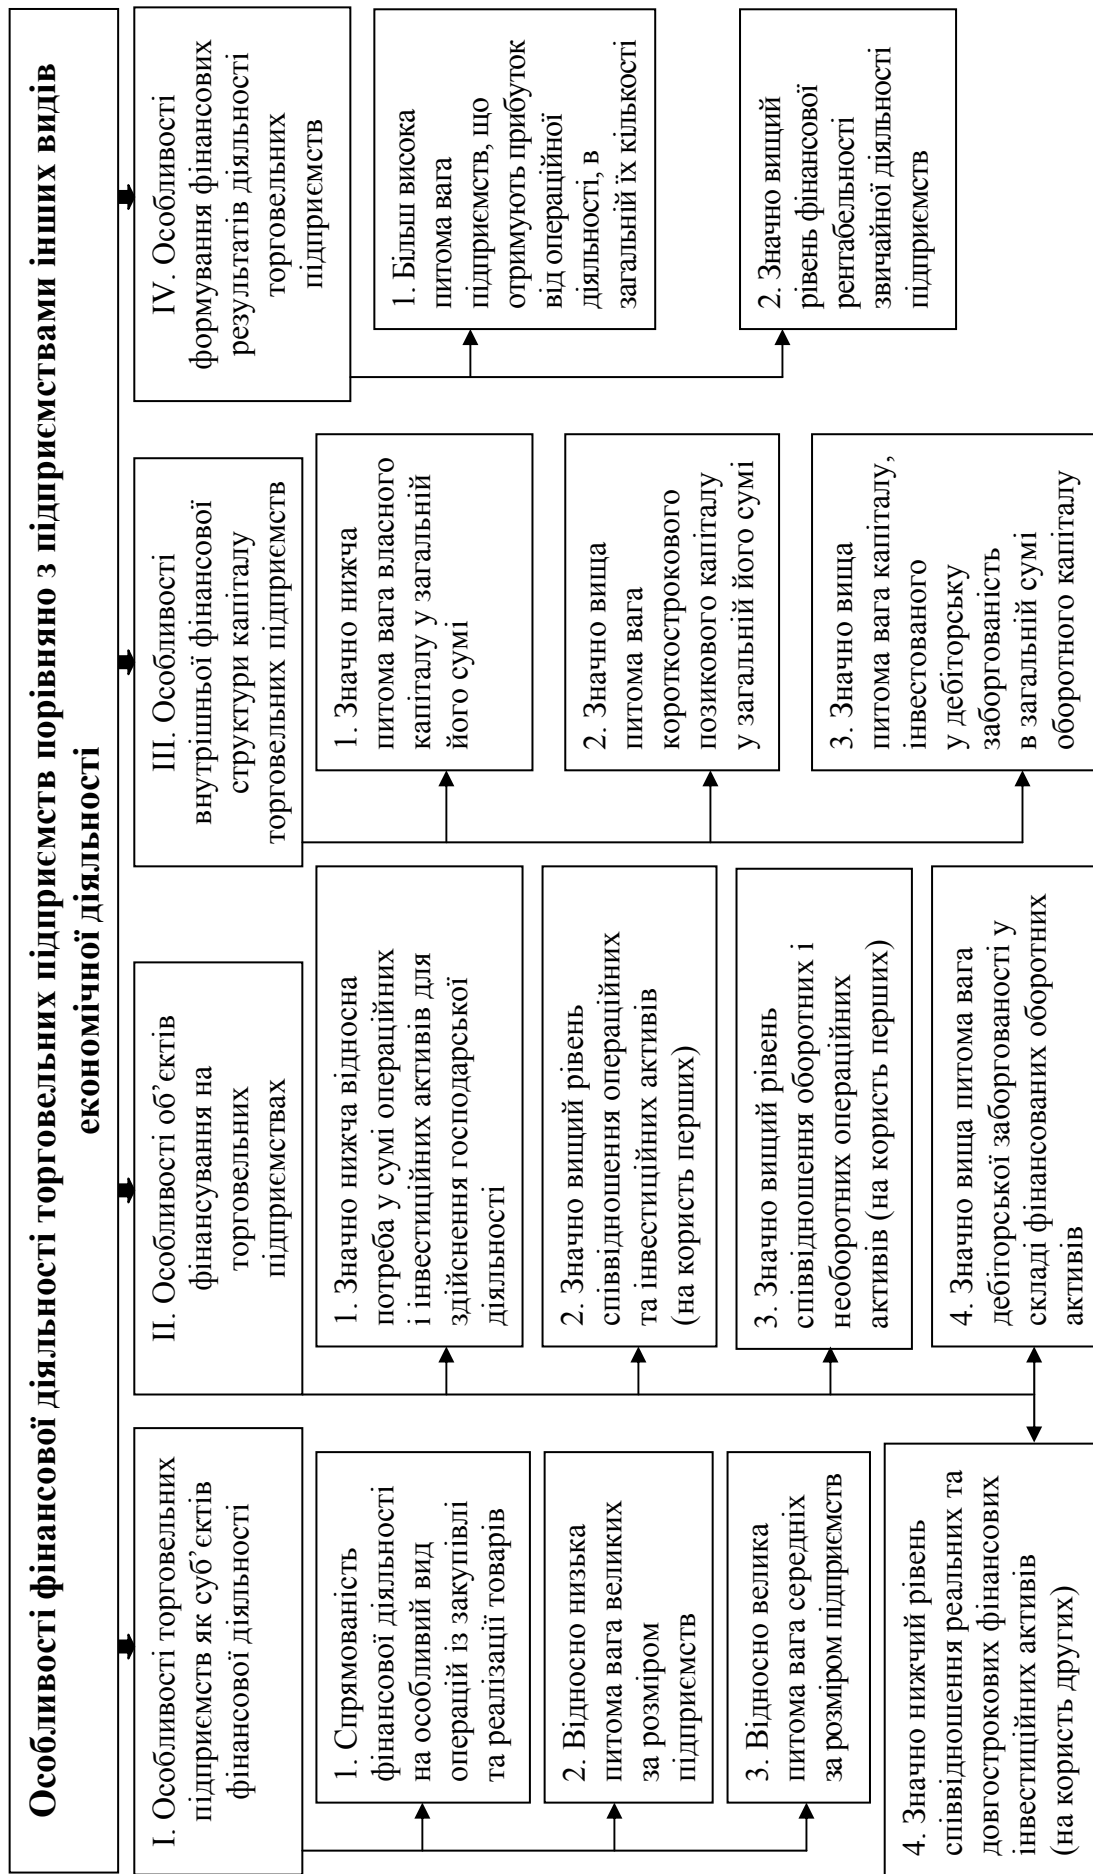 Особливості фінансової діяльності торговельних підприємств порівняно з підприємствами інших видів
економічної діяльності
I. Особливості торговельних
підприємств як суб’єктів
фінансової діяльності
1. Спрямованість
фінансової діяльності
на особливий вид
операцій із закупівлі
та реалізації товарів
2. Відносно низька
питома вага великих
за розміром
підприємств
3. Відносно велика
питома вага середніх
за розміром підприємств
4. Значно нижчий рівень
співвідношення реальних та
довгострокових фінансових
інвестиційних активів
(на користь других)
II. Особливості об’єктів
фінансування на
торговельних
підприємствах
1. Значно нижча відносна
потреба у сумі операційних
і інвестиційних активів для
здійснення господарської
діяльності
2. Значно вищий рівень
співвідношення операційних
та інвестиційних активів
(на користь перших)
3. Значно вищий рівень
співвідношення оборотних і
необоротних операційних
активів (на користь перших)
4. Значно вища питома вага
дебіторської заборгованості у
складі фінансованих оборотних
активів
III. Особливості
внутрішньої фінансової
структури капіталу
торговельних підприємств
1. Значно нижча
питома вага власного
капіталу у загальній
його сумі
2. Значно вища
питома вага
короткострокового
позикового капіталу
у загальній його сумі
3. Значно вища
питома вага капіталу,
інвестованого
у дебіторську
заборгованість
в загальній сумі
оборотного капіталу
IV. Особливості
формування фінансових
результатів діяльності
торговельних
підприємств
1. Більш висока
питома вага
підприємств, що
отримують прибуток
від операційної
діяльності, в
загальній їх кількості
2. Значно вищий
рівень фінансової
рентабельності
звичайної діяльності
підприємств